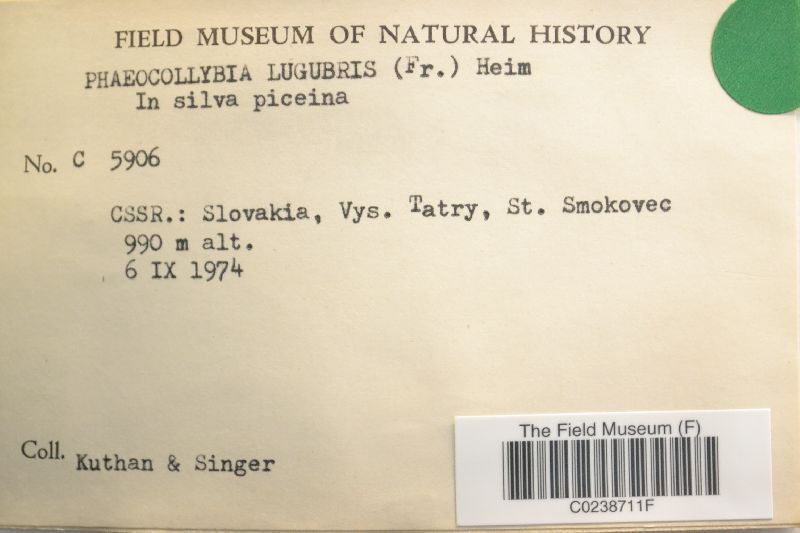 FIELD MUSEUM OF NATURAL HISTORY
PHAEOCOLLYBIA LUGUBRIS (Fr.) Heim
In silva piceina
No. C 5906
CSSR.: Slovakia, Vys. Tatry, St. Smokovec
990 m alt.
6 IX 1974
Coll. Kuthan & Singer
The Field Museum (F)
C0238711F